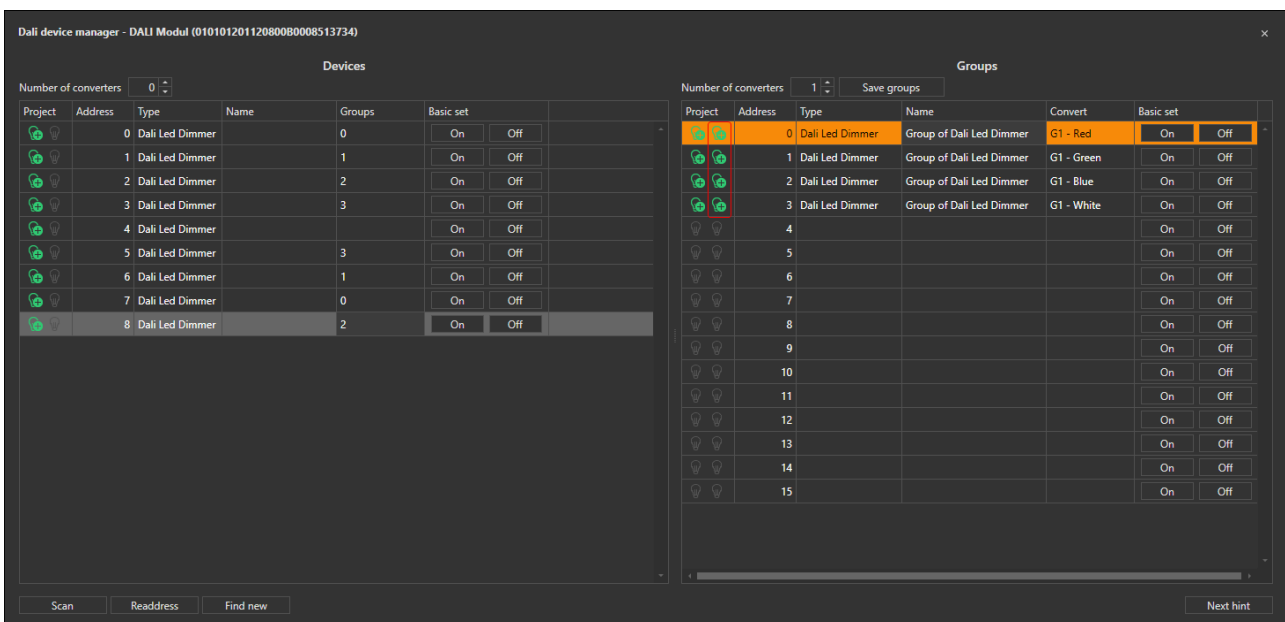 Dali device manager - DALI Modul (010101201120800B0008513734) ×
Devices
Number of converters 0
Project Address Type Name Groups Basic set
0 Dali Led Dimmer 0 On Off
1 Dali Led Dimmer 1 On Off
2 Dali Led Dimmer 2 On Off
3 Dali Led Dimmer 3 On Off
4 Dali Led Dimmer On Off
5 Dali Led Dimmer 3 On Off
6 Dali Led Dimmer 1 On Off
7 Dali Led Dimmer 0 On Off
8 Dali Led Dimmer 2 On Off
Scan Readdress Find new
Groups
Number of converters 1 Save groups
Project Address Type Name Convert Basic set
0 Dali Led Dimmer Group of Dali Led Dimmer G1 - Red On Off
1 Dali Led Dimmer Group of Dali Led Dimmer G1 - Green On Off
2 Dali Led Dimmer Group of Dali Led Dimmer G1 - Blue On Off
3 Dali Led Dimmer Group of Dali Led Dimmer G1 - White On Off
4 On Off
5 On Off
6 On Off
7 On Off
8 On Off
9 On Off
10 On Off
11 On Off
12 On Off
13 On Off
14 On Off
15 On Off
Next hint